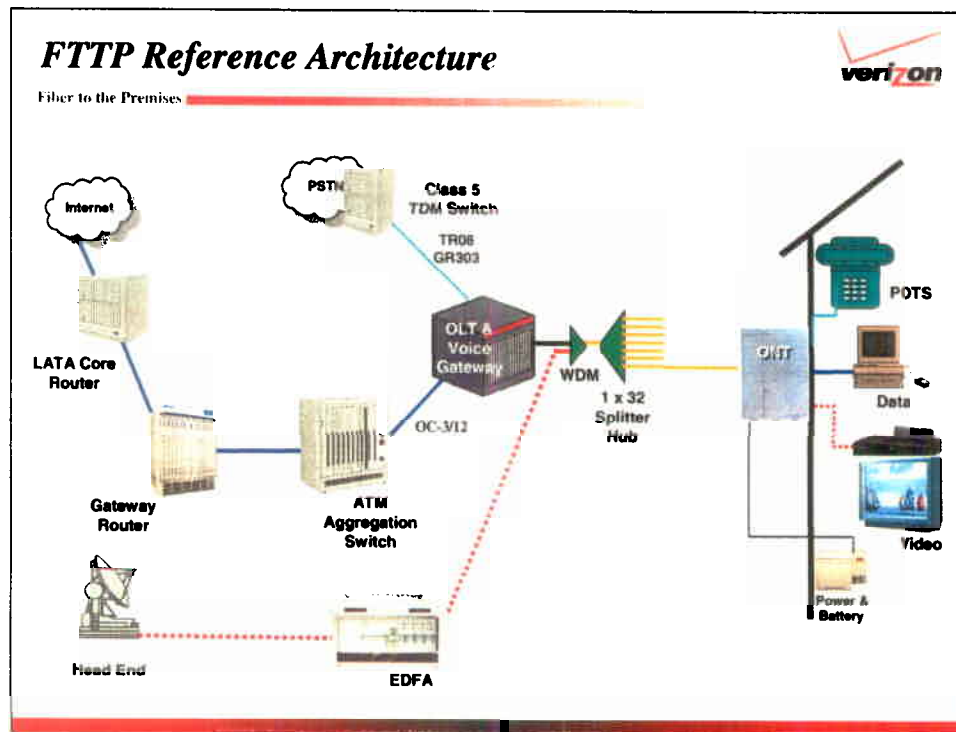 FTTP Reference Architecture
verizon
Fiber to the Premises
Internet
PSTN
Class 5
TDM Switch
TR08
GR303
LATA Core
Router
OLT &
Voice
Gateway
WDM
1 x 32
Splitter
Hub
ONT
POTS
Data
Video
OC-3/12
Gateway
Router
ATM
Aggregation
Switch
Power &
Battery
Head End
EDFA